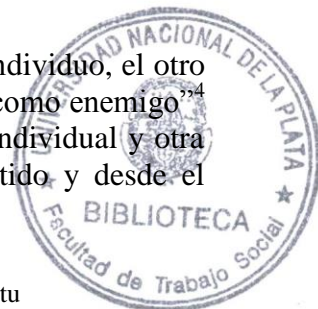 ndividuo, el otro
como enemigo”4
ndividual y otra
tido y desde el
tu
UNIVERSIDAD NACIONAL DE LA PLATA
BIBLIOTECA
Facultad de Trabajo Social